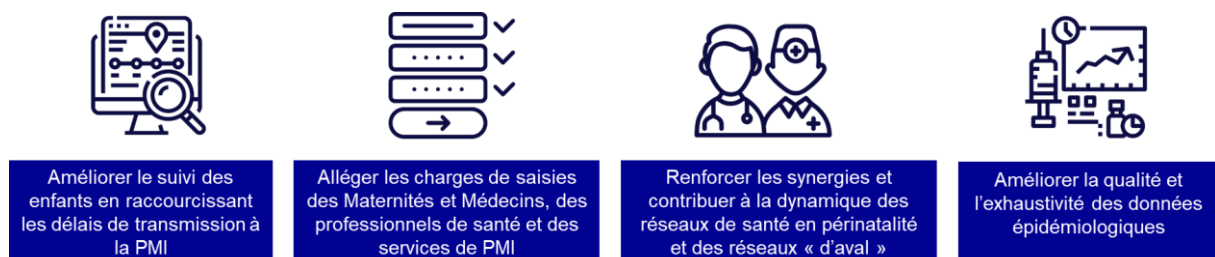 Améliorer le suivi des
enfants en raccourcissant
les délais de transmission à
la PMI
Alléger les charges de saisies
des Maternités et Médecins, des
professionnels de santé et des
services de PMI
Renforcer les synergies et
contribuer à la dynamique des
réseaux de santé en périnatalité
et des réseaux « d’aval »
Améliorer la qualité et
l’exhaustivité des données
épidémiologiques